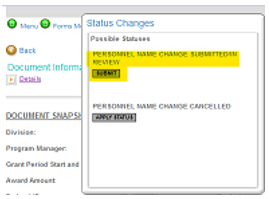 Menu Forms M
Status Changes
Possible Statuses
Back
PERSONNEL NAME CHANGE SUBMITTED IN
REVIEW
SUBMIT
Document Informa
Details
PERSONNEL NAME CHANGE CANCELLED
APPLY STATUS
DOCUMENT SNAPSH
Division:
Program Manager:
Grant Period Start and
Award Amount